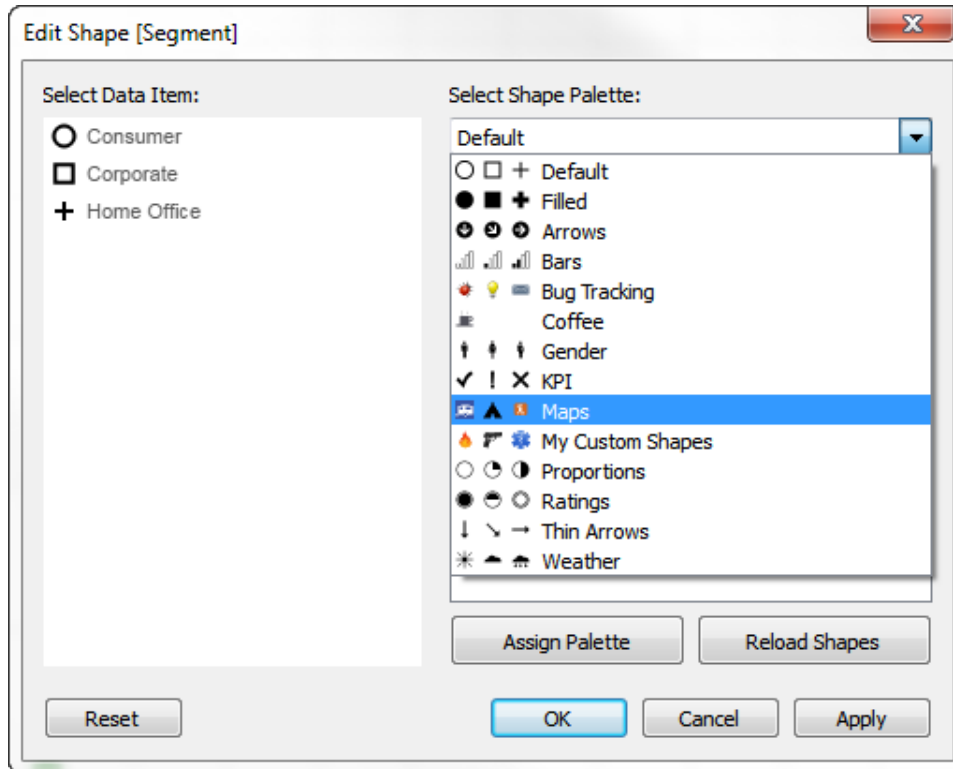 Edit Shape [Segment]
Select Data Item:
Consumer
Corporate
Home Office
Select Shape Palette:
Default
Default
Filled
Arrows
Bars
Bug Tracking
Coffee
Gender
KPI
Maps
My Custom Shapes
Proportions
Ratings
Thin Arrows
Weather
Assign Palette
Reload Shapes
Reset
OK
Cancel
Apply